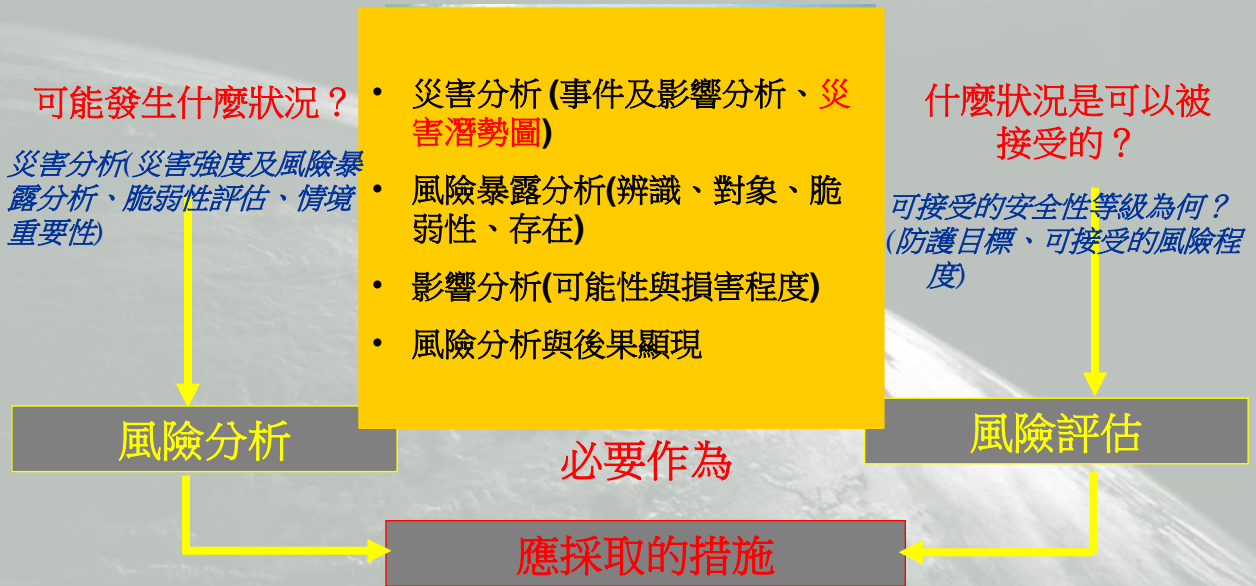 可能發生什麼狀況？
災害分析(災害強度及風險暴
露分析、脆弱性評估、情境
重要性)
風險分析
• 災害分析 (事件及影響分析、災
害潛勢圖)
• 風險暴露分析(辨識、對象、脆
弱性、存在)
• 影響分析(可能性與損害程度)
• 風險分析與後果顯現
什麼狀況是可以被
接受的？
可接受的安全性等級為何？
(防護目標、可接受的風險程
度)
風險評估
必要作為
應採取的措施